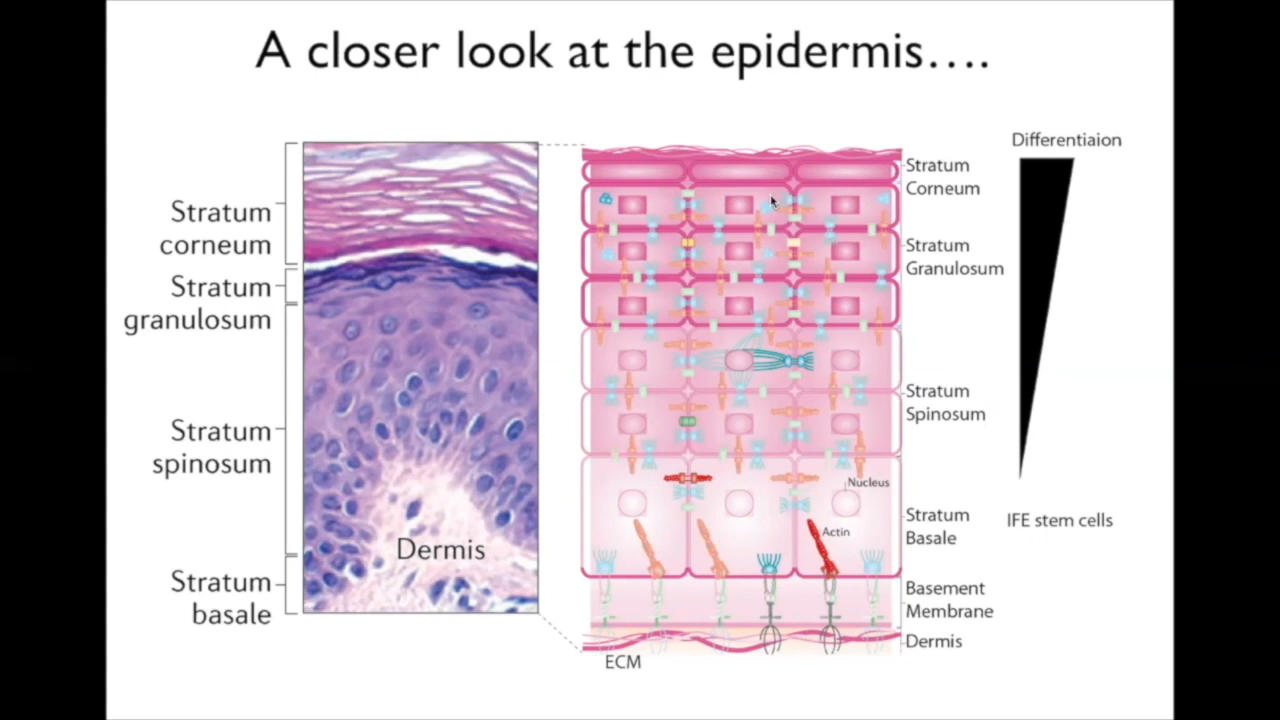 A closer look at the epidermis….
Stratum
corneum
Stratum
granulosum
Stratum
spinosum
Stratum
basale
Dermis
Differentiaion
Stratum
Corneum
Stratum
Granulosum
Stratum
Spinosum
Nucleus
Stratum
Basale
Actin
IFE stem cells
Basement
Membrane
Dermis
ECM